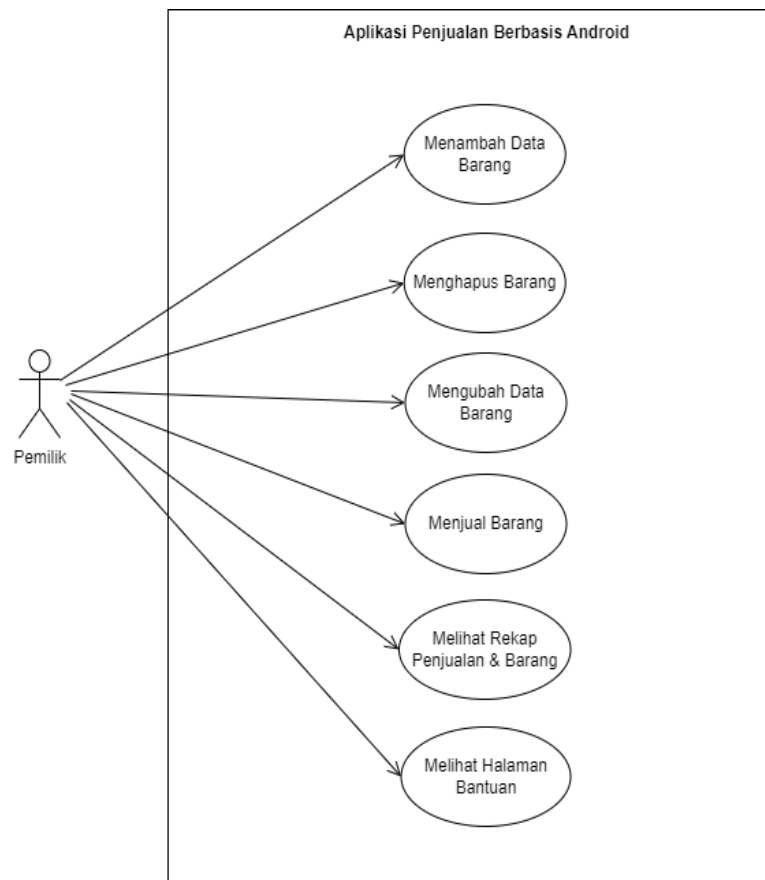 Aplikasi Penjualan Berbasis Android
Menambah Data
Barang
Menghapus Barang
Mengubah Data
Barang
Pemilik
Menjual Barang
Melihat Rekap
Penjualan & Barang
Melihat Halaman
Bantuan